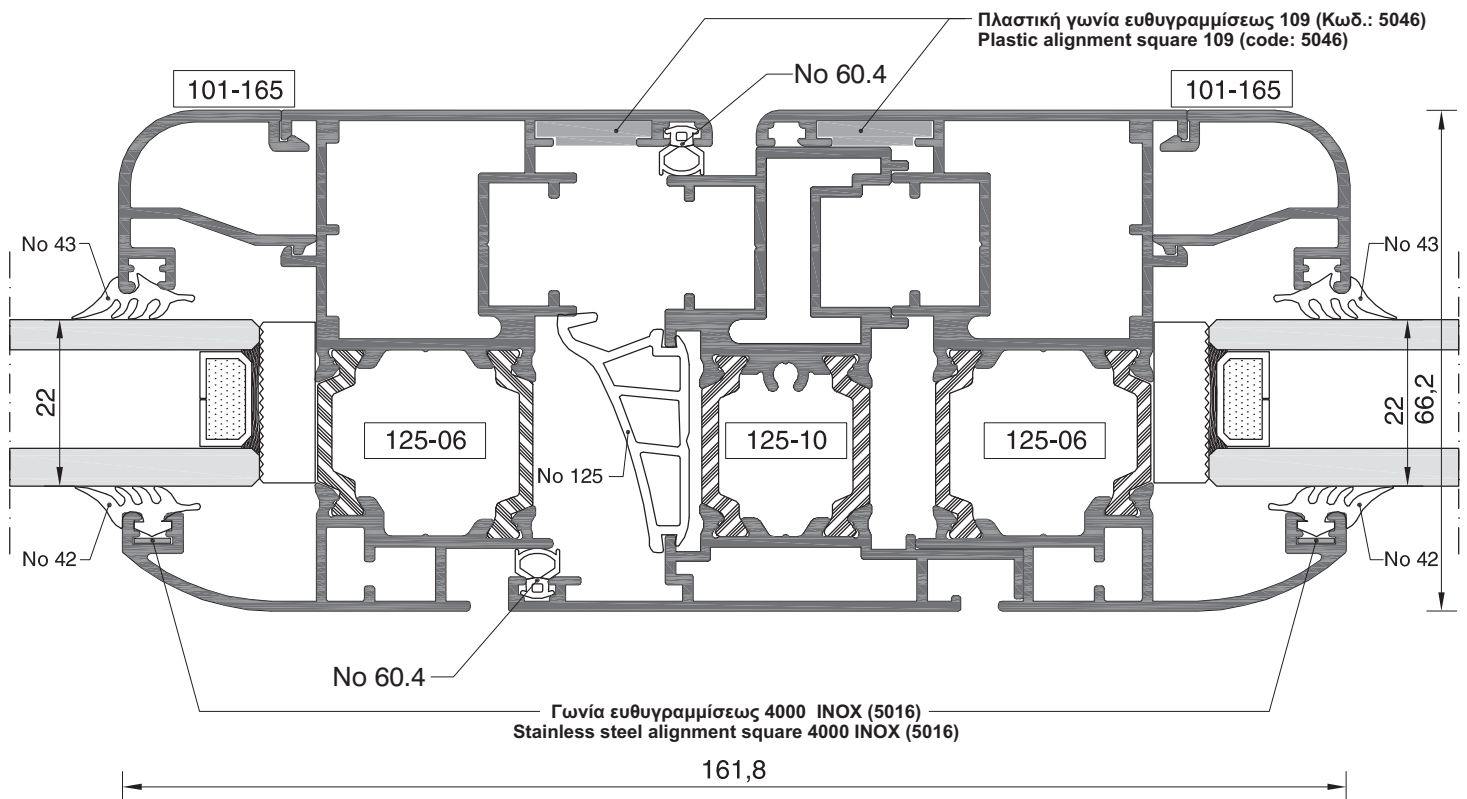 Πλαστική γωνία ευθυγραμμίσεως 109 (Κωδ.: 5046)
Plastic alignment square 109 (code: 5046)
No 60.4
101-165
101-165
No 43
No 43
22
125-06
125-10
125-06
22
66,2
No 125
No 42
No 42
No 60.4
Γωνία ευθυγραμμίσεως 4000 INOX (5016)
Stainless steel alignment square 4000 INOX (5016)
161,8